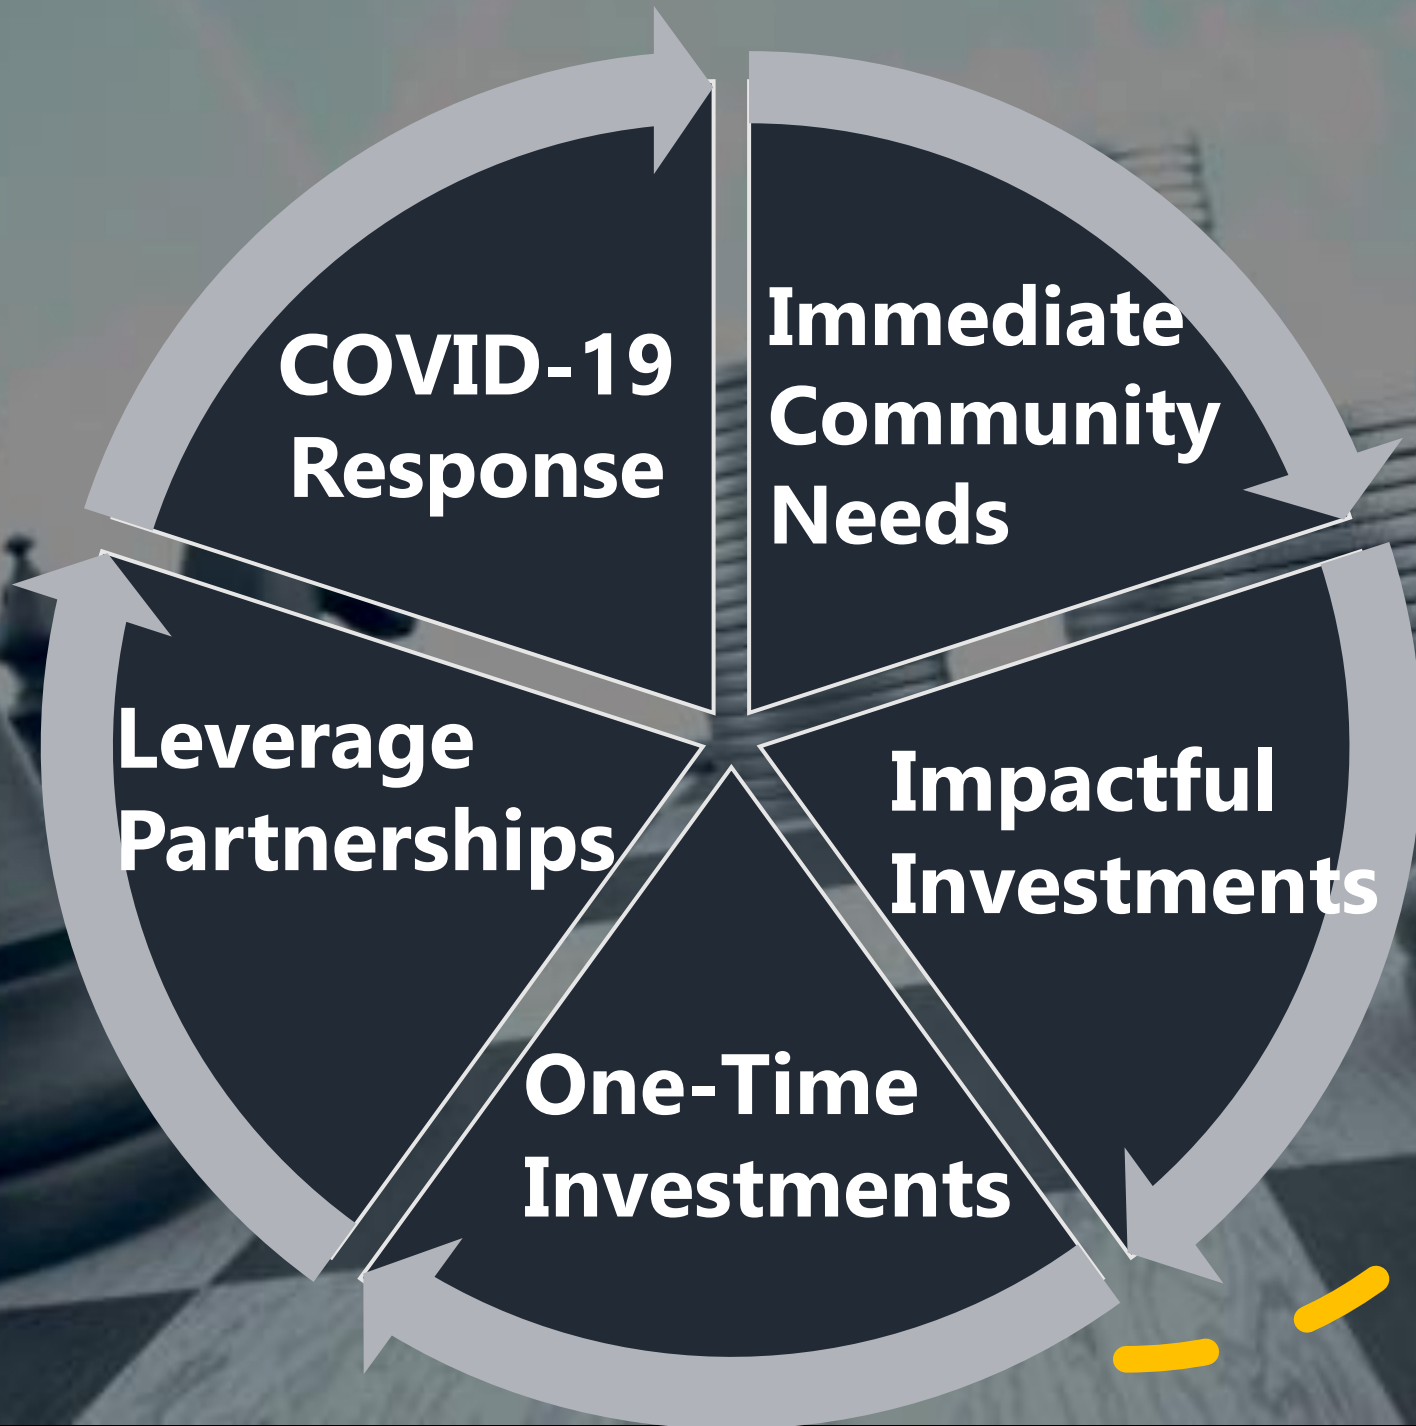 COVID-19
Response
Immediate
Community
Needs
Impactful
Investments
One-Time
Investments
Leverage
Partnerships